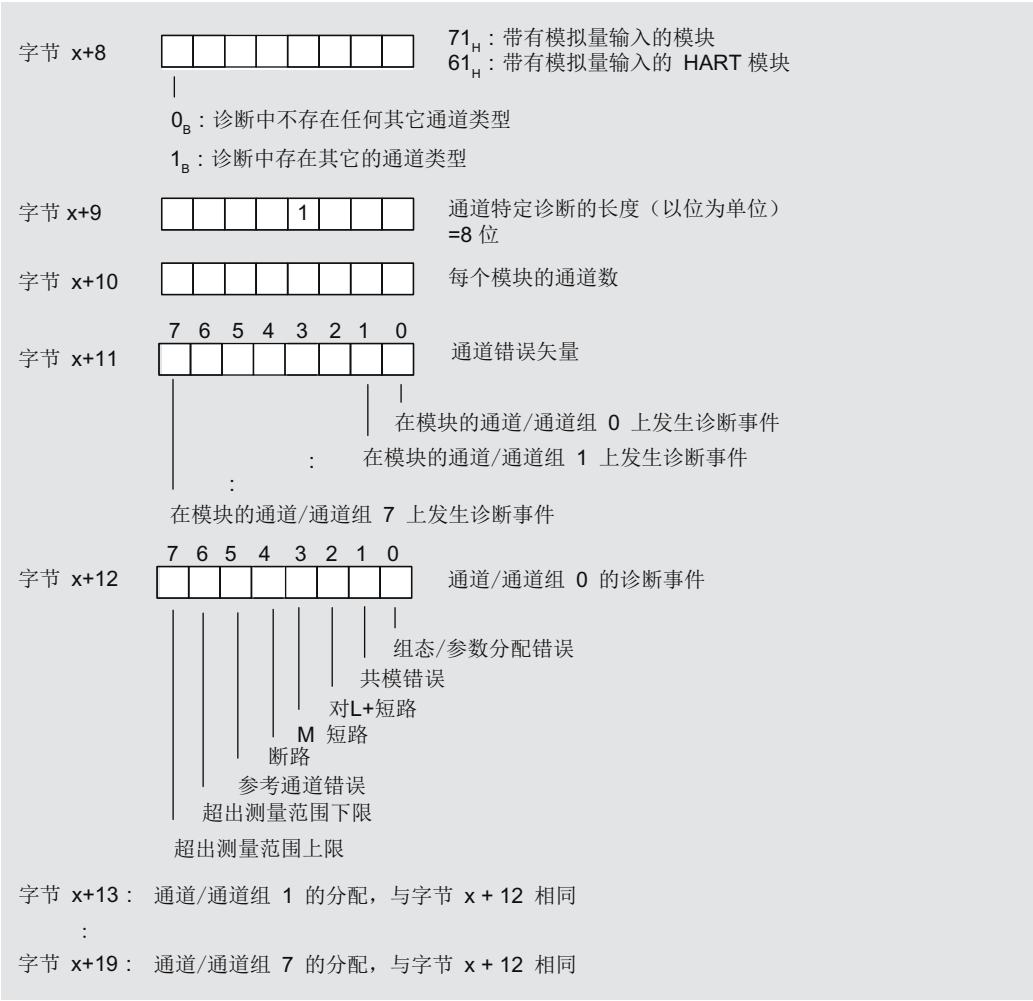 字节 x+8
71H：带有模拟量输入的模块
61H：带有模拟量输入的 HART 模块
0B：诊断中不存在任何其它通道类型
1B：诊断中存在其它的通道类型
字节 x+9
1
通道特定诊断的长度（以位为单位）
=8 位
字节 x+10
每个模块的通道数
7 6 5 4 3 2 1 0
字节 x+11
通道错误矢量
在模块的通道/通道组 0 上发生诊断事件
: 在模块的通道/通道组 1 上发生诊断事件
:
在模块的通道/通道组 7 上发生诊断事件
7 6 5 4 3 2 1 0
字节 x+12
通道/通道组 0 的诊断事件
组态/参数分配错误
共模错误
对L+短路
M 短路
断路
参考通道错误
超出测量范围下限
超出测量范围上限
字节 x+13： 通道/通道组 1 的分配，与字节 x + 12 相同
:
字节 x+19： 通道/通道组 7 的分配，与字节 x + 12 相同